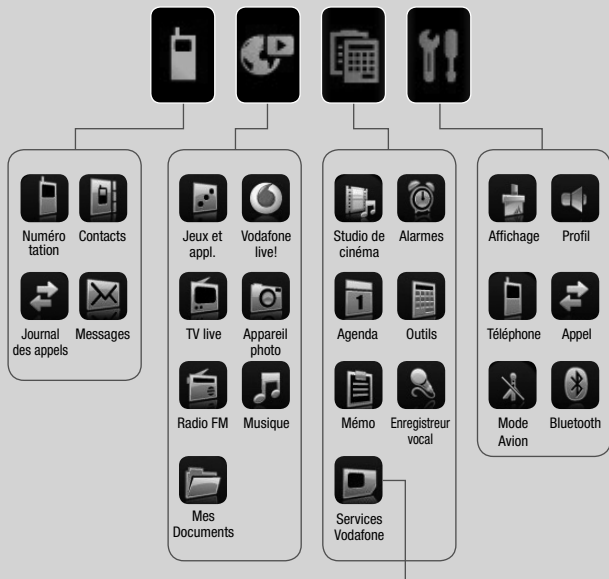 Numéro
tation
Contacts
Journal
des appels
Messages
Jeux et
appl.
Vodafone
live!
TV live
Appareil
photo
Radio FM
Musique
Mes
Documents
Studio de
cinéma
Alarmes
1
Agenda
Outils
Mémo
Enregistreur
vocal
Services
Vodafone
Affichage
Profil
Téléphone
Appel
Mode
Avion
Bluetooth